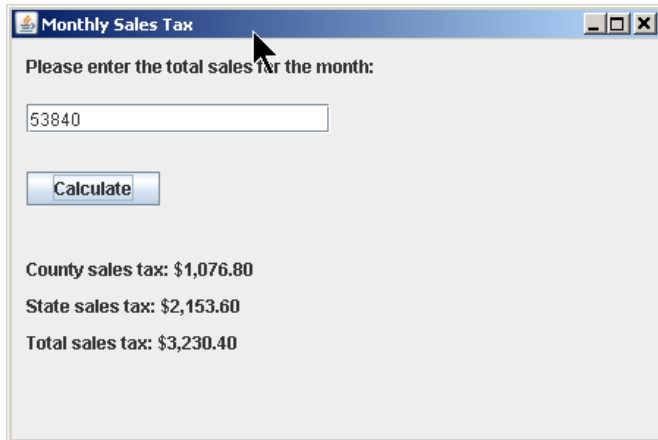 Monthly Sales Tax
Please enter the total sales for the month:
53840
Calculate
County sales tax: $1,076.80
State sales tax: $2,153.60
Total sales tax: $3,230.40